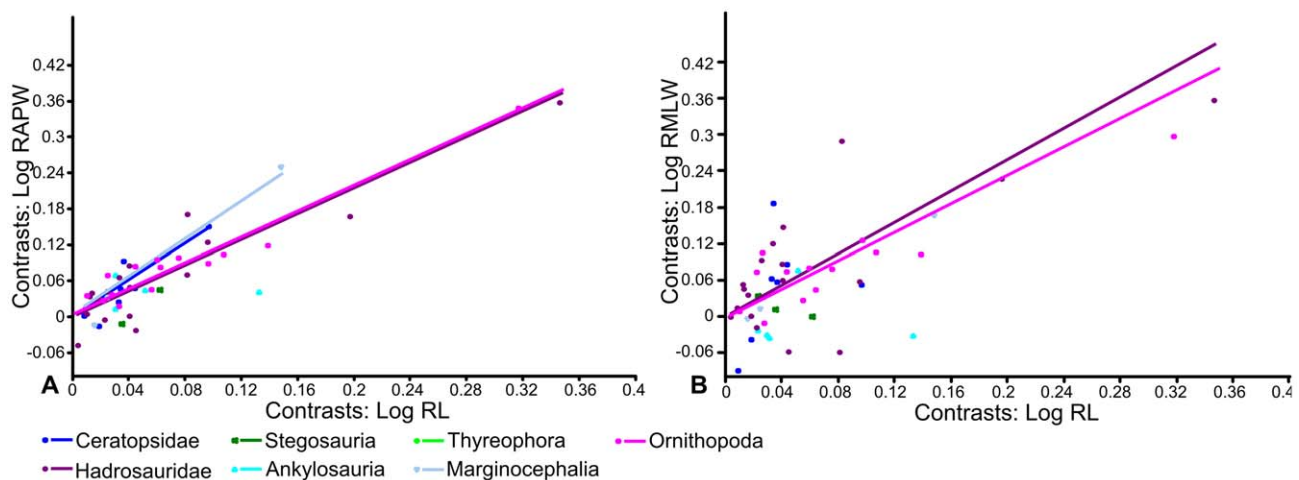 Contrasts: Log RAPW
0.42
0.36
0.3
0.24
0.18
0.12
0.06
0
-0.06
0 0.04 0.08 0.12 0.16 0.2 0.24 0.28 0.32 0.36 0.4
A
Contrasts: Log RL
Contrasts: Log RMLW
0.42
0.36
0.3
0.24
0.18
0.12
0.06
0
-0.06
0 0.04 0.08 0.12 0.16 0.2 0.24 0.28 0.32 0.36 0.4
B
Contrasts: Log RL
Ceratopsidae Stegosauria Thyreophora Ornithopoda
Hadrosauridae Ankylosauria Marginocephalia